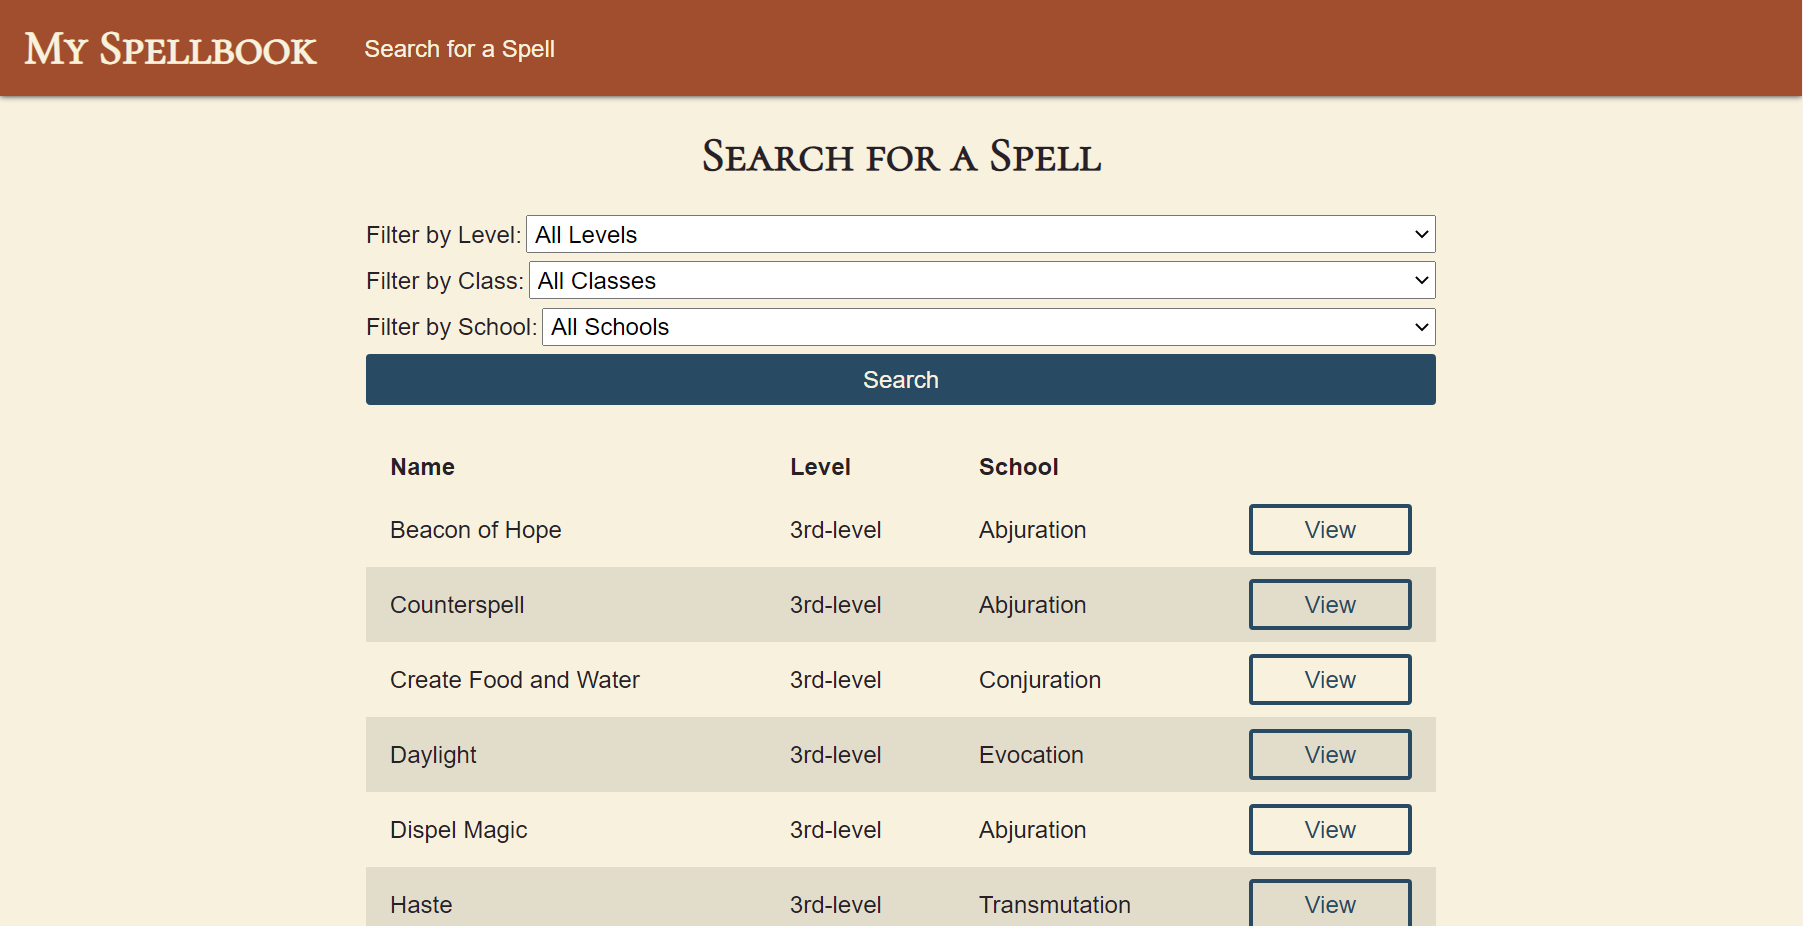 My Spellbook Search for a Spell
Search for a Spell
Filter by Level: All Levels
Filter by Class: All Classes
Filter by School: All Schools
Search
Name Level School
Beacon of Hope 3rd-level Abjuration View
Counterspell 3rd-level Abjuration View
Create Food and Water 3rd-level Conjuration View
Daylight 3rd-level Evocation View
Dispel Magic 3rd-level Abjuration View
Haste 3rd-level Transmutation View